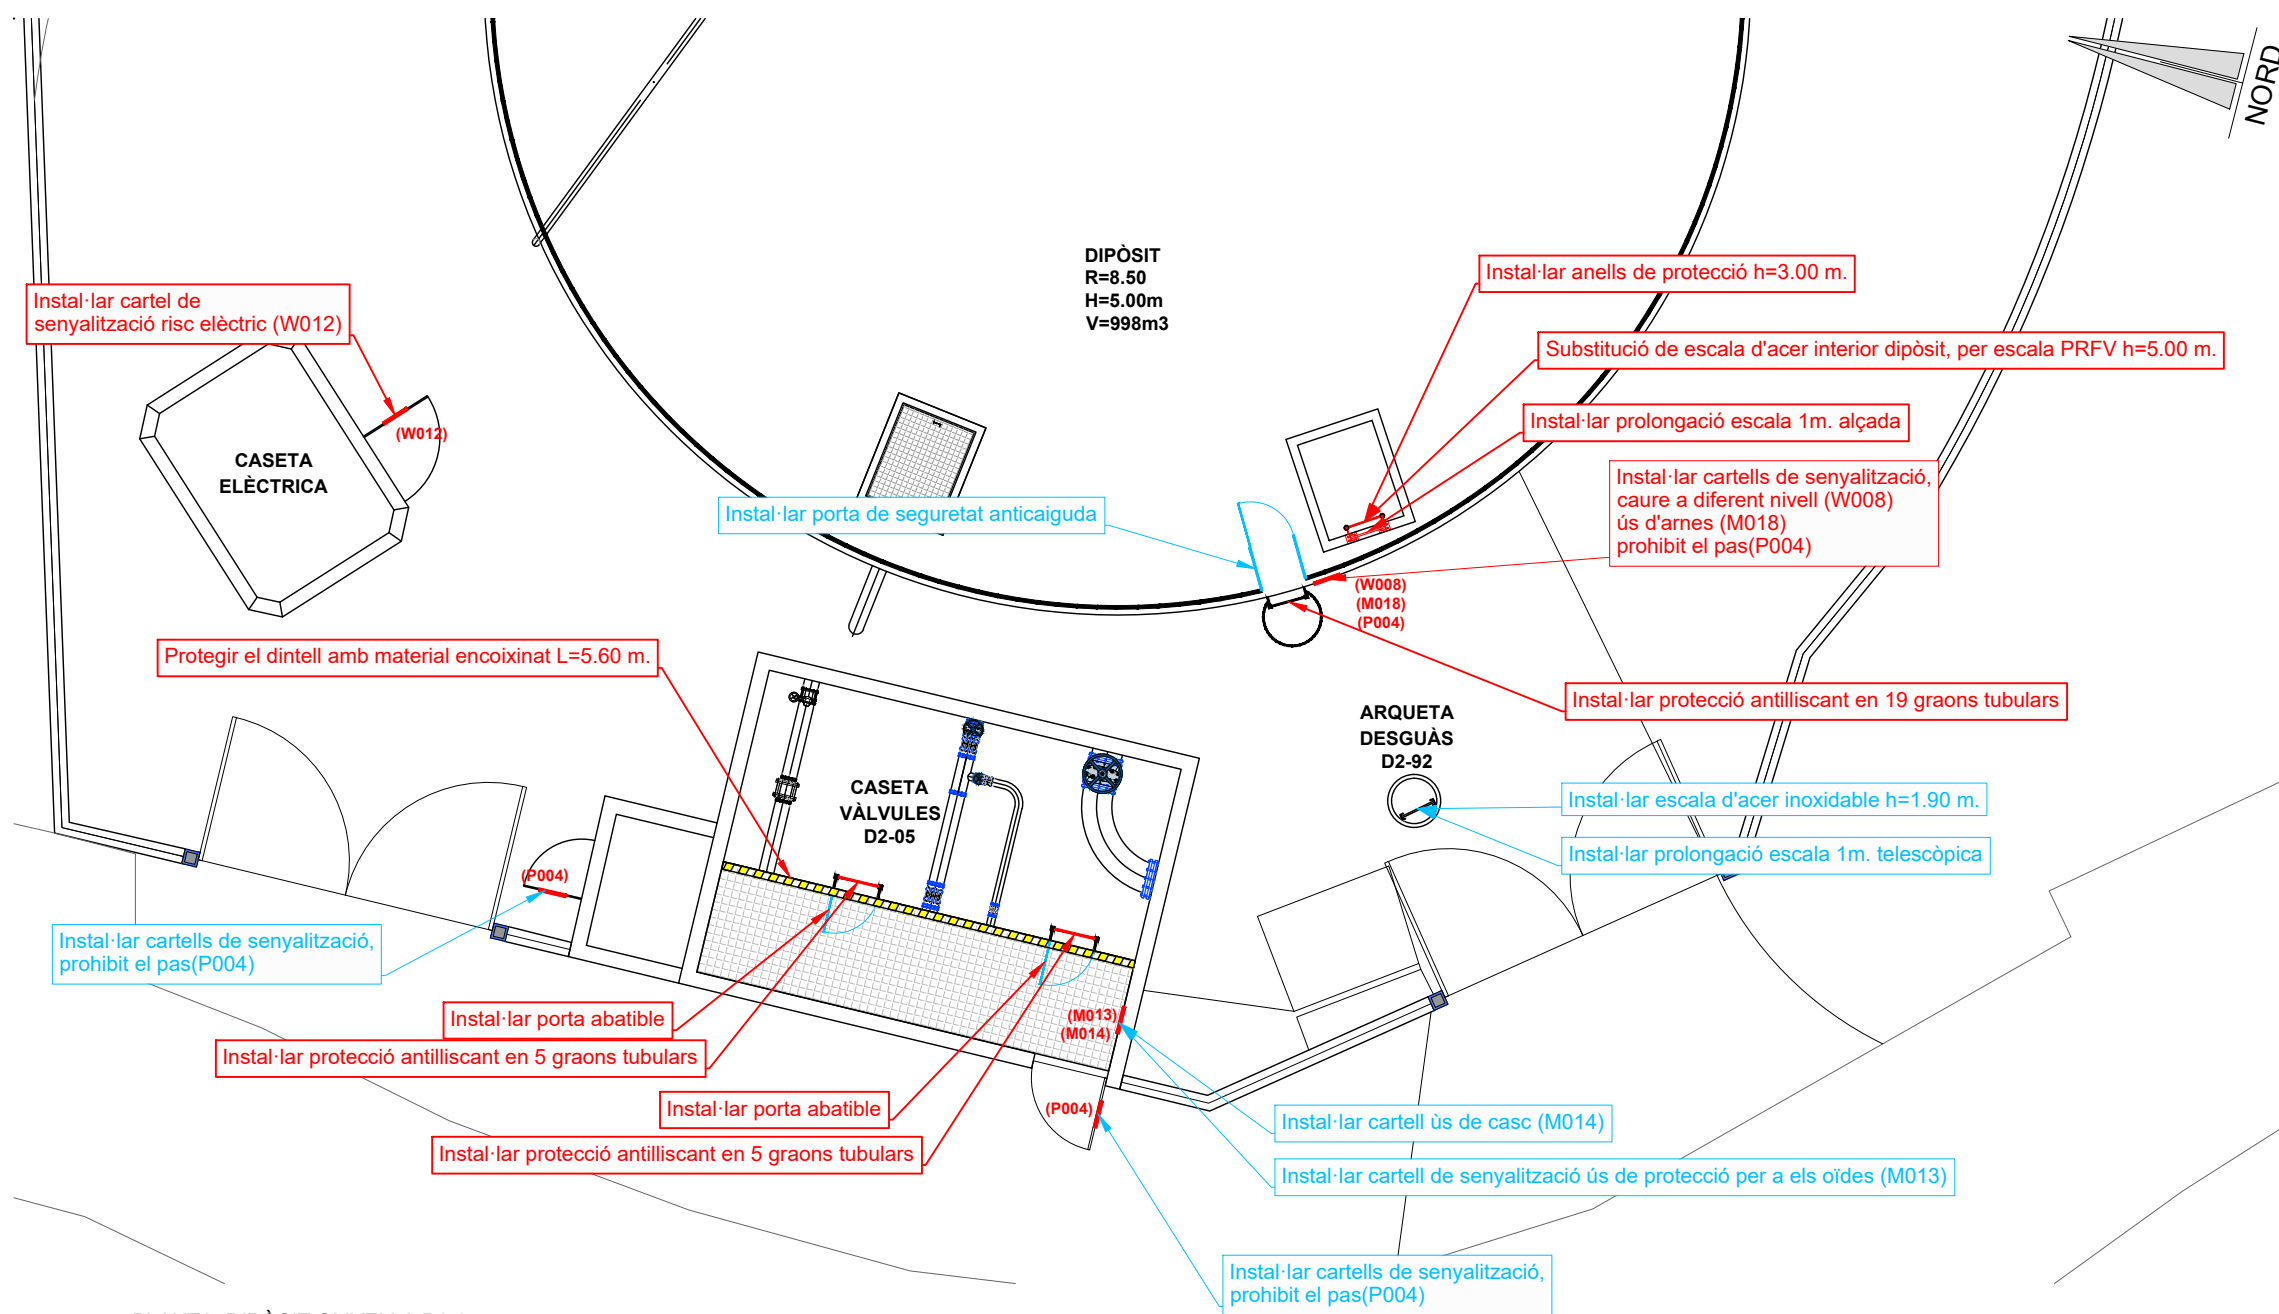 NORD
DIPÒSIT
R=8.50
H=5.00m
V=998m3
Instal·lar anells de protecció h=3.00 m.
Instal·lar cartel de
senyalització risc elèctric (W012)
Substitució de escala d'acer interior dipòsit, per escala PRFV h=5.00 m.
Instal·lar prolongació escala 1m. alçada
(W012)
CASETA
ELÈCTRICA
Instal·lar cartells de senyalització,
caure a diferent nivell (W008)
ús d'arnes (M018)
prohibit el pas(P004)
Instal·lar porta de seguretat anticaiguda
(W008)
(M018)
(P004)
Protegir el dintell amb material encoixinat L=5.60 m.
Instal·lar protecció antilliscant en 19 graons tubulars
ARQUETA
DESGUÀS
D2-92
CASETA
VÀLVULES
D2-05
Instal·lar escala d'acer inoxidable h=1.90 m.
Instal·lar prolongació escala 1m. telescòpica
(P004)
Instal·lar cartells de senyalització,
prohibit el pas(P004)
Instal·lar porta abatible
(M013)
(M014)
Instal·lar protecció antilliscant en 5 graons tubulars
Instal·lar porta abatible
(P004)
Instal·lar cartell ùs de casc (M014)
Instal·lar protecció antilliscant en 5 graons tubulars
Instal·lar cartell de senyalització ús de protecció per a els oïdes (M013)
Instal·lar cartells de senyalització,
prohibit el pas(P004)